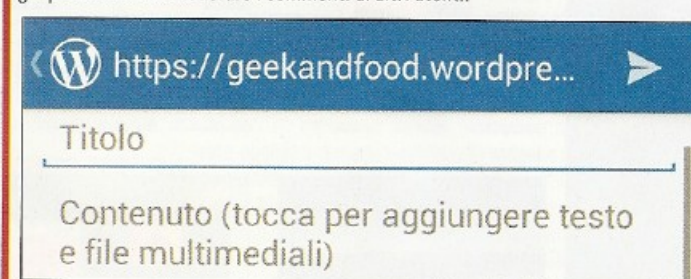 https://geekandfood.wordpre...
Titolo
Contenuto (tocca per aggiungere testo
e file multimediali)